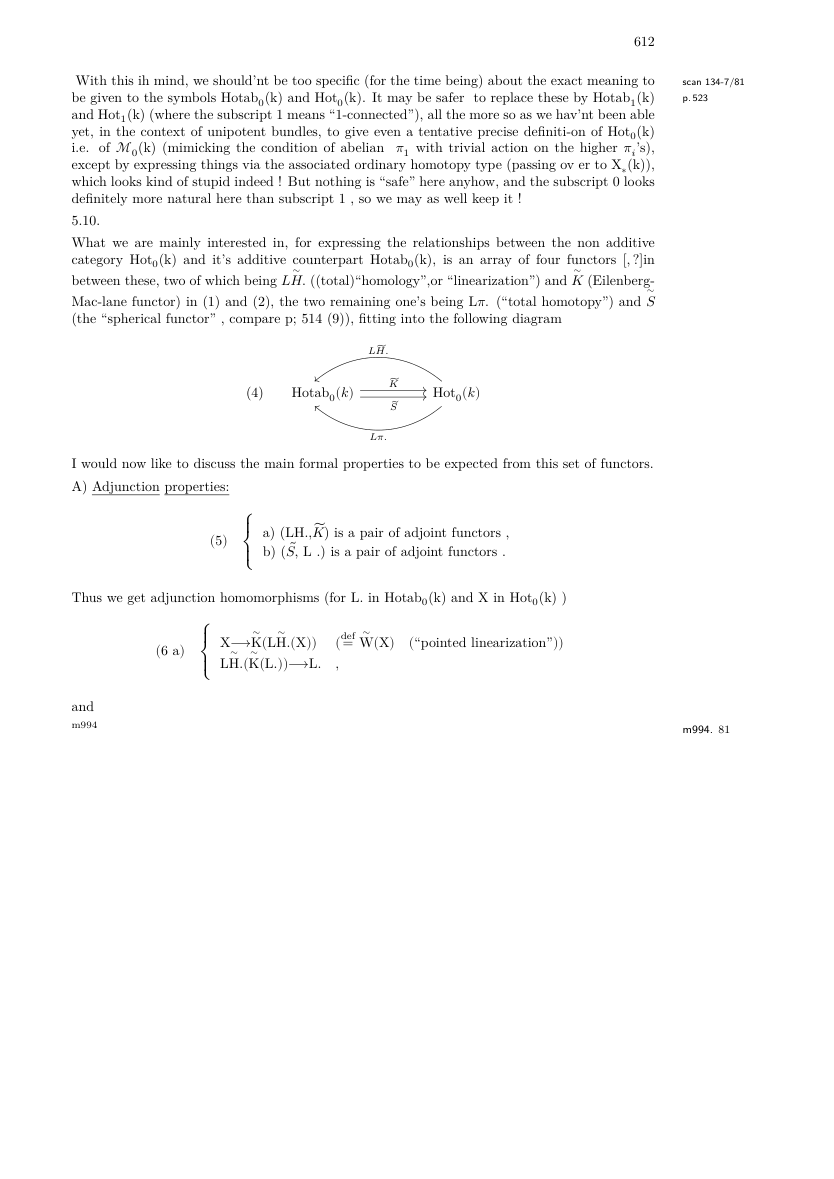 612
With this ih mind, we should'nt be too specific (for the time being) about the exact meaning to
scan 134-7/81
be given to the symbols Hotab₀(k) and Hot₀(k). It may be safer to replace these by Hotab₁(k)
p. 523
and Hot₁(k) (where the subscript 1 means “1-connected”), all the more so as we hav'nt been able
yet, in the context of unipotent bundles, to give even a tentative precise definiti-on of Hot₀(k)
i.e. of ℳ₀(k) (mimicking the condition of abelian π₁ with trivial action on the higher πᵢ's),
except by expressing things via the associated ordinary homotopy type (passing ov er to X∗(k)),
which looks kind of stupid indeed ! But nothing is “safe” here anyhow, and the subscript 0 looks
definitely more natural here than subscript 1 , so we may as well keep it !
5.10.
What we are mainly interested in, for expressing the relationships between the non additive
category Hot₀(k) and it's additive counterpart Hotab₀(k), is an array of four functors [, ?]in
between these, two of which being LH̃. ((total)“homology”,or “linearization”) and K̃ (Eilenberg-
Mac-lane functor) in (1) and (2), the two remaining one's being Lπ. (“total homotopy”) and S̃
(the “spherical functor” , compare p; 514 (9)), fitting into the following diagram
LH̃.
K̃
(4) Hotab₀(k) ⟶ Hot₀(k)
S̃
Lπ.
I would now like to discuss the main formal properties to be expected from this set of functors.
A) Adjunction properties:
a) (LH.,K̃) is a pair of adjoint functors ,
(5)
b) (S̃, L .) is a pair of adjoint functors .
Thus we get adjunction homomorphisms (for L. in Hotab₀(k) and X in Hot₀(k) )
X⟶K̃(LH̃.(X)) (≝ W̃(X) (“pointed linearization”))
(6 a)
LH̃.(K̃(L.))⟶L. ,
and
m994
m994. 81